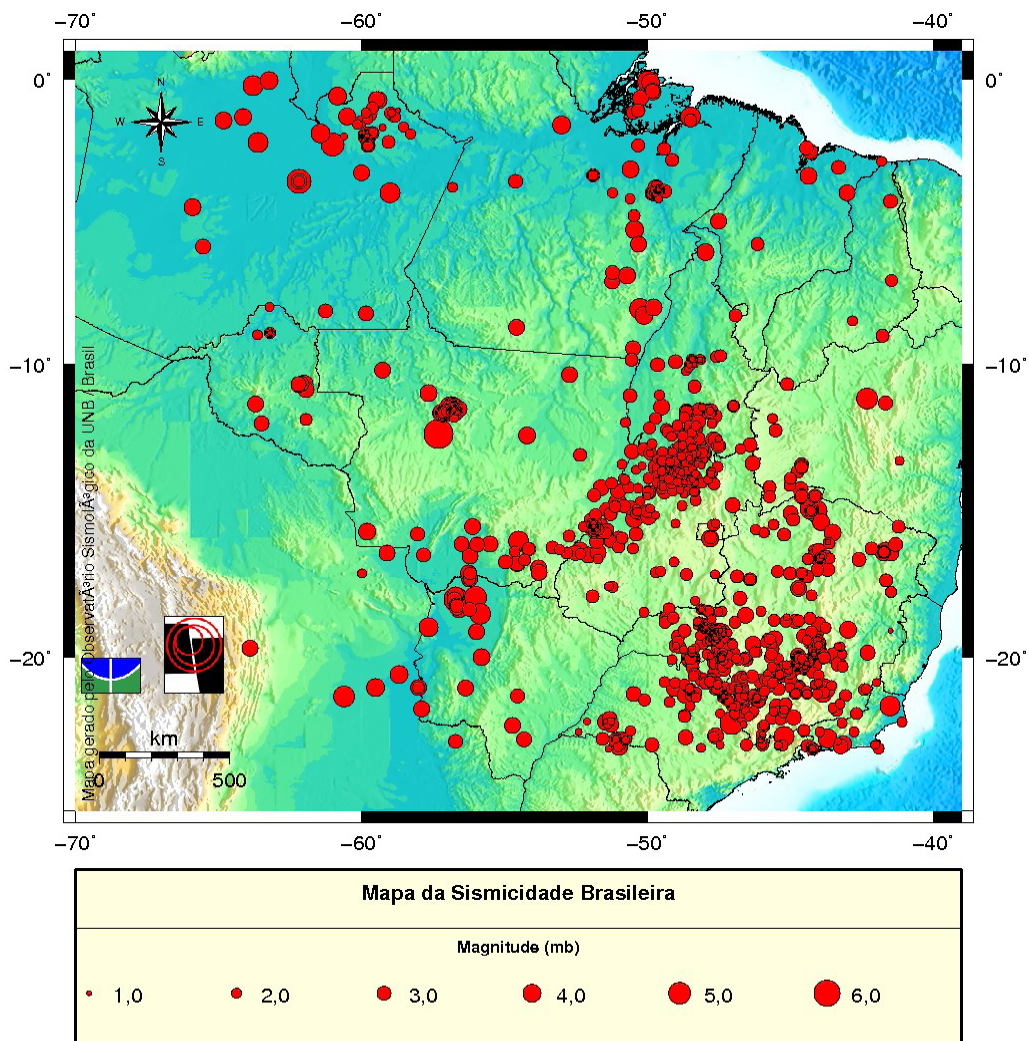 −70˚ −60˚ −50˚ −40˚
0˚ 0˚
N
W E
S
−10˚ −10˚
−20˚ −20˚
Mapa gerado pelo ObservatÃ³rio SismolÃ³gico da UNB / Brasil
km
0 500
−70˚ −60˚ −50˚ −40˚
Mapa da Sismicidade Brasileira
Magnitude (mb)
1,0 2,0 3,0 4,0 5,0 6,0